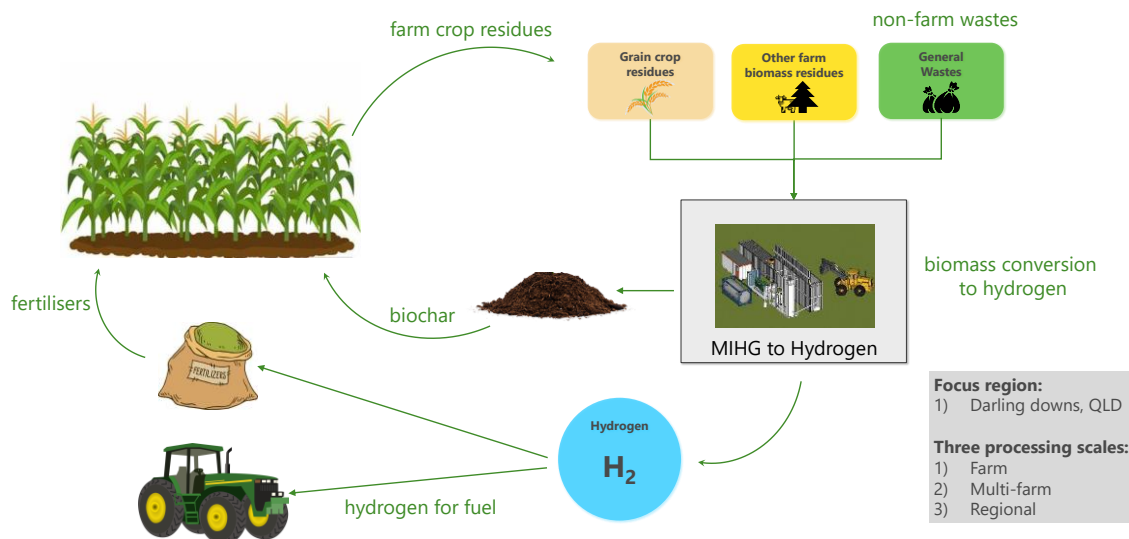 farm crop residues
non-farm wastes
Grain crop
residues
Other farm
biomass residues
General
Wastes
biomass conversion
to hydrogen
MIHG to Hydrogen
biochar
fertilisers
FERTILIZERS
Hydrogen
H₂
hydrogen for fuel
Focus region:
1) Darling downs, QLD
Three processing scales:
1) Farm
2) Multi-farm
3) Regional